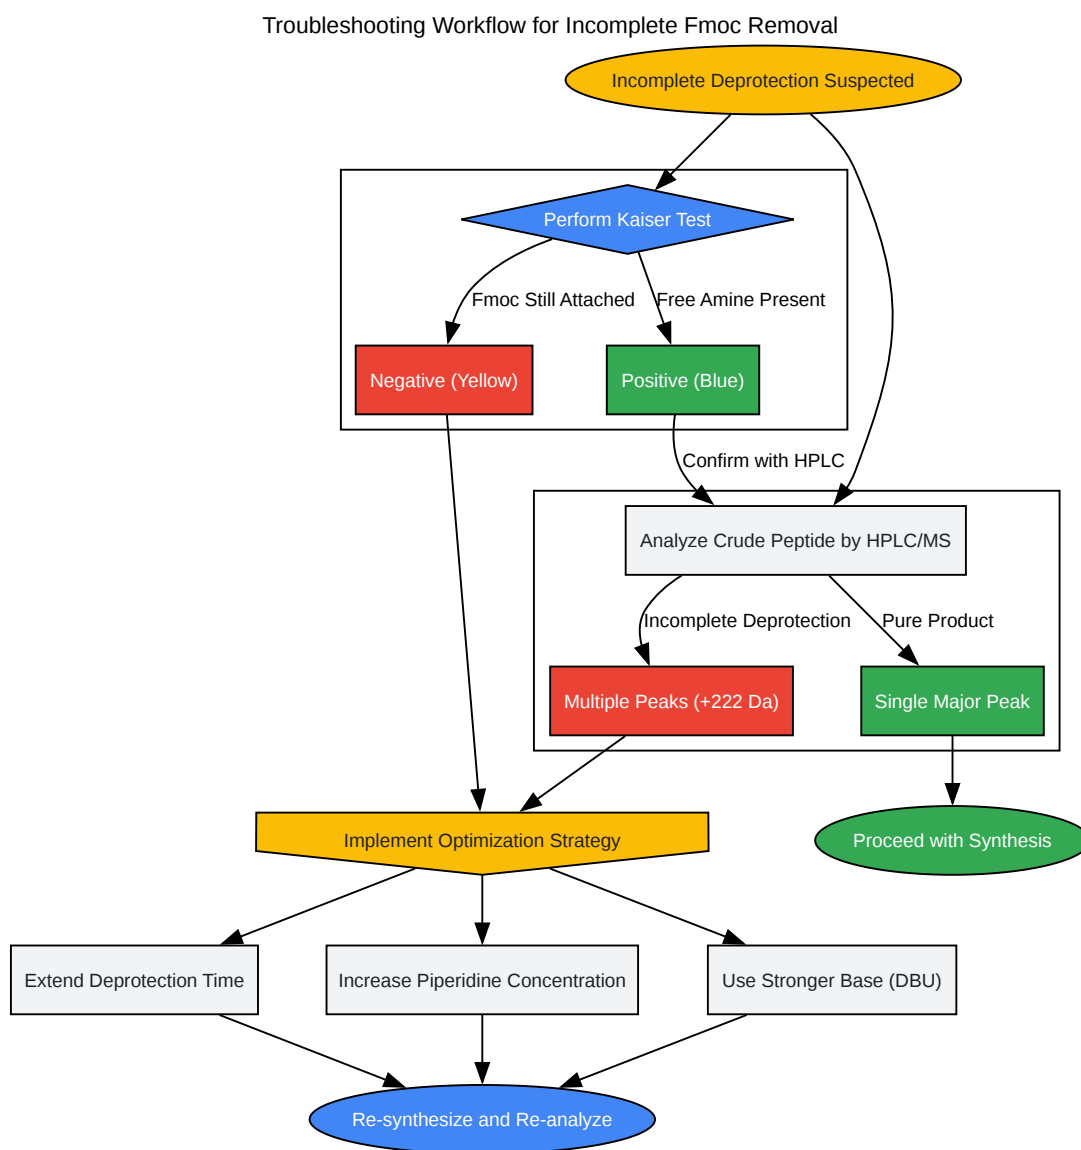 Troubleshooting Workflow for Incomplete Fmoc Removal
Incomplete Deprotection Suspected
Perform Kaiser Test
Fmoc Still Attached
Free Amine Present
Negative (Yellow)
Positive (Blue)
Confirm with HPLC
Analyze Crude Peptide by HPLC/MS
Incomplete Deprotection
Pure Product
Multiple Peaks (+222 Da)
Single Major Peak
Implement Optimization Strategy
Proceed with Synthesis
Extend Deprotection Time
Increase Piperidine Concentration
Use Stronger Base (DBU)
Re-synthesize and Re-analyze